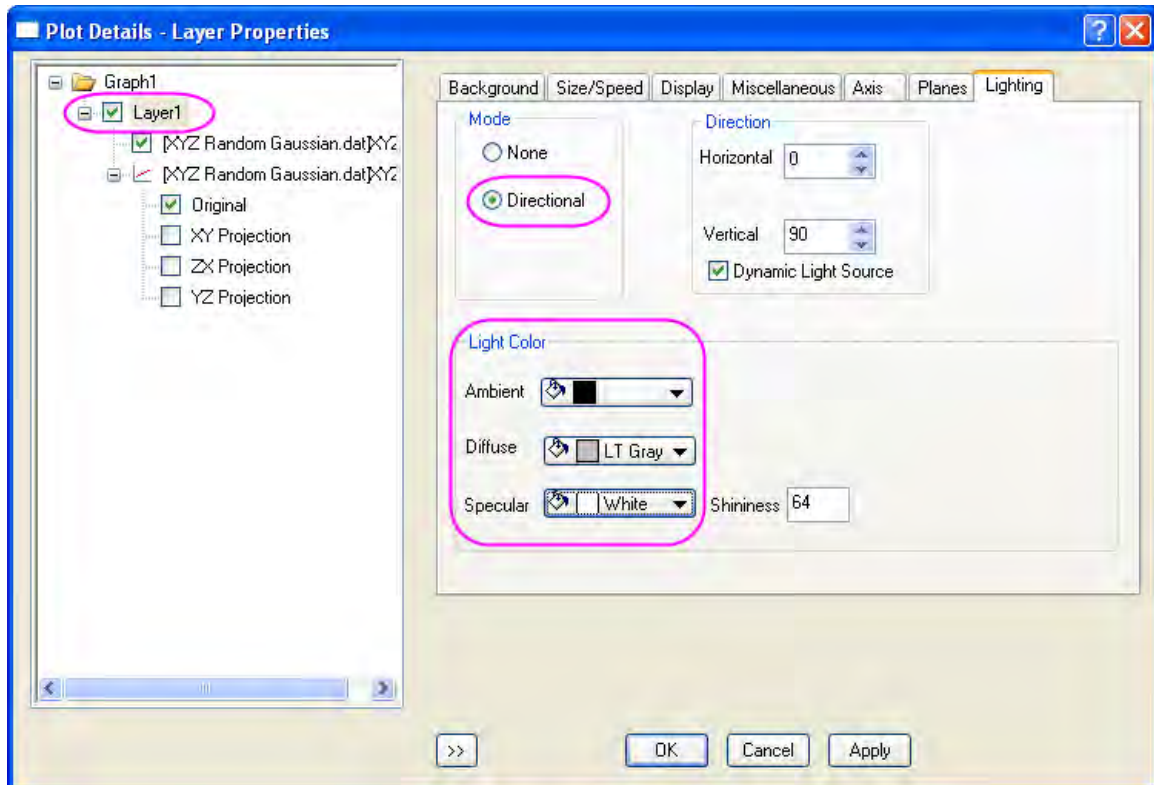 Plot Details - Layer Properties
Graph1
Layer1
[XYZ Random Gaussian.dat]XYZ
[XYZ Random Gaussian.dat]XYZ
Original
XY Projection
ZX Projection
YZ Projection
Background Size/Speed Display Miscellaneous Axis Planes Lighting
Mode
None
Directional
Direction
Horizontal 0
Vertical 90
Dynamic Light Source
Light Color
Ambient
Diffuse LT Gray
Specular White Shininess 64
>> OK Cancel Apply